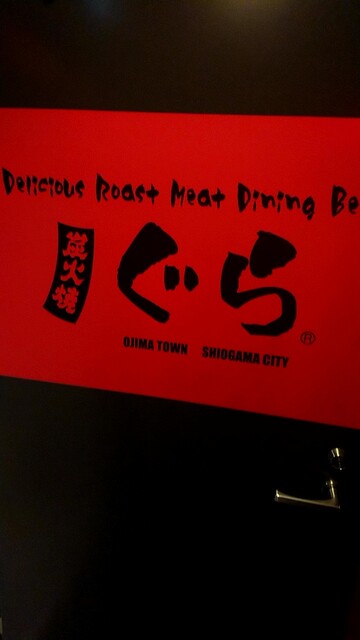 Delicious Roast Meat Dining Be
炭火焼
ぐら
OJIMA TOWN SHIOGAMA CITY